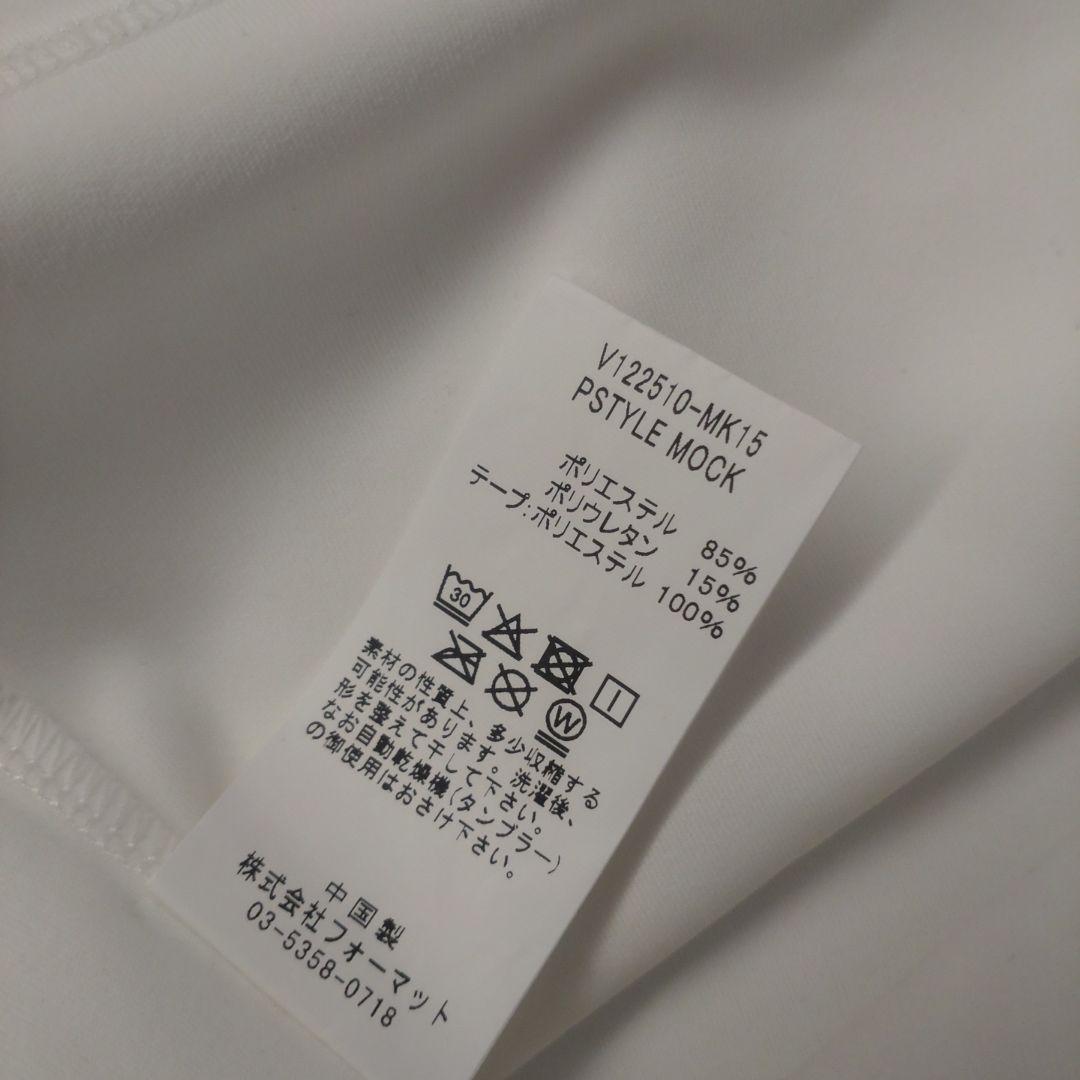 V122510-MK15
PSTYLE MOCK
ポリエステル 85%
ポリウレタン 15%
テープ:ポリエステル 100%
30
W
素材の性質上、多少収縮する
可能性があります。洗濯後、
形を整えて干して下さい。
なお自動乾燥機(タンブラー)
の御使用はおさけ下さい。
中国製
株式会社フォーマット
03-5358-0718